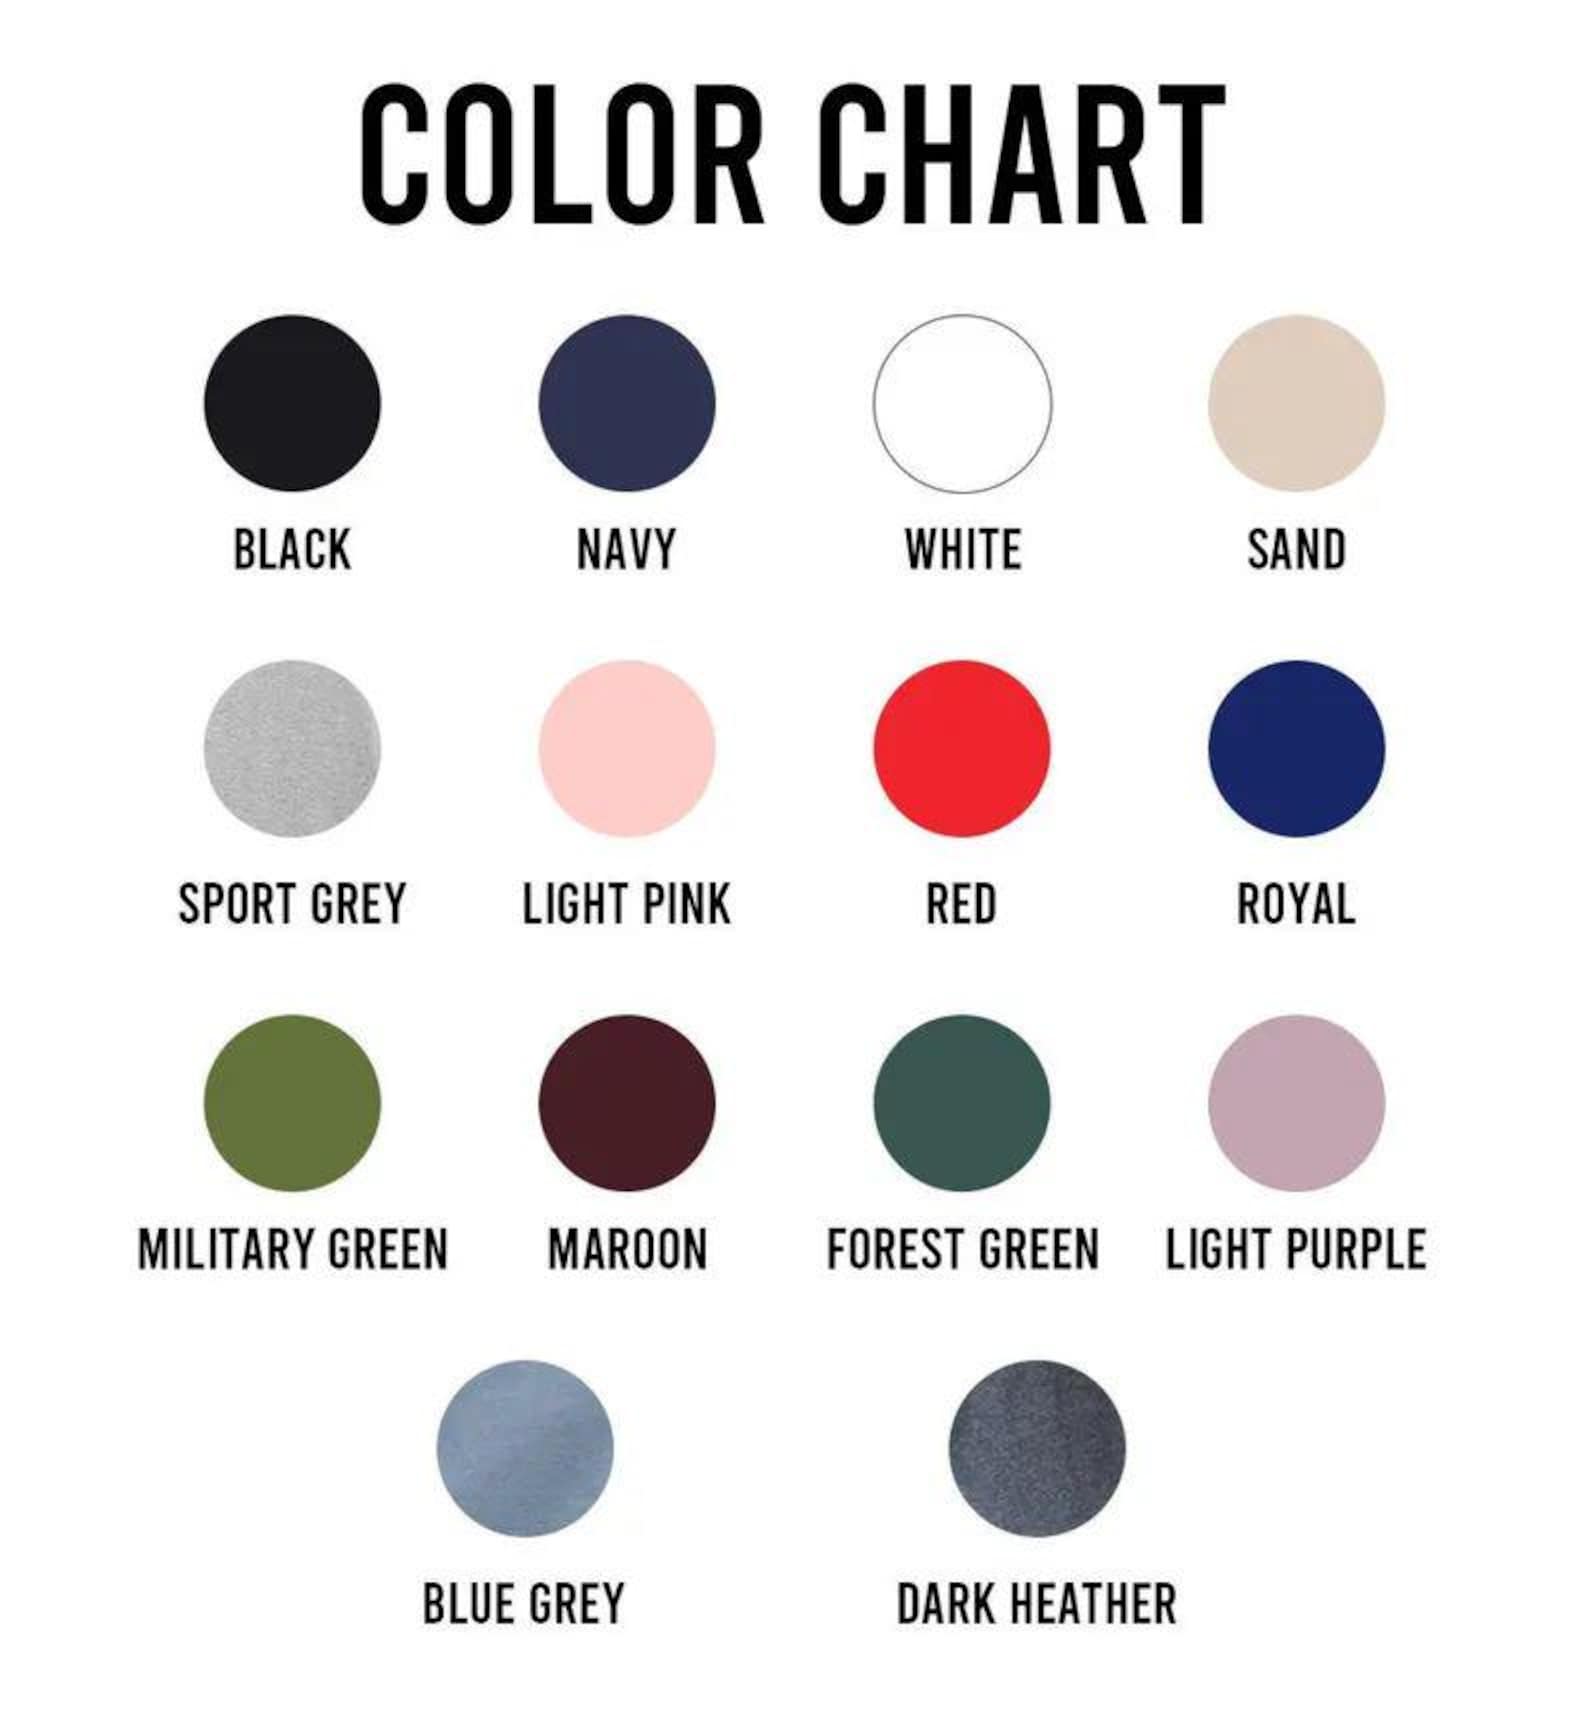 COLOR CHART
BLACK NAVY WHITE SAND
SPORT GREY LIGHT PINK RED ROYAL
MILITARY GREEN MAROON FOREST GREEN LIGHT PURPLE
BLUE GREY DARK HEATHER